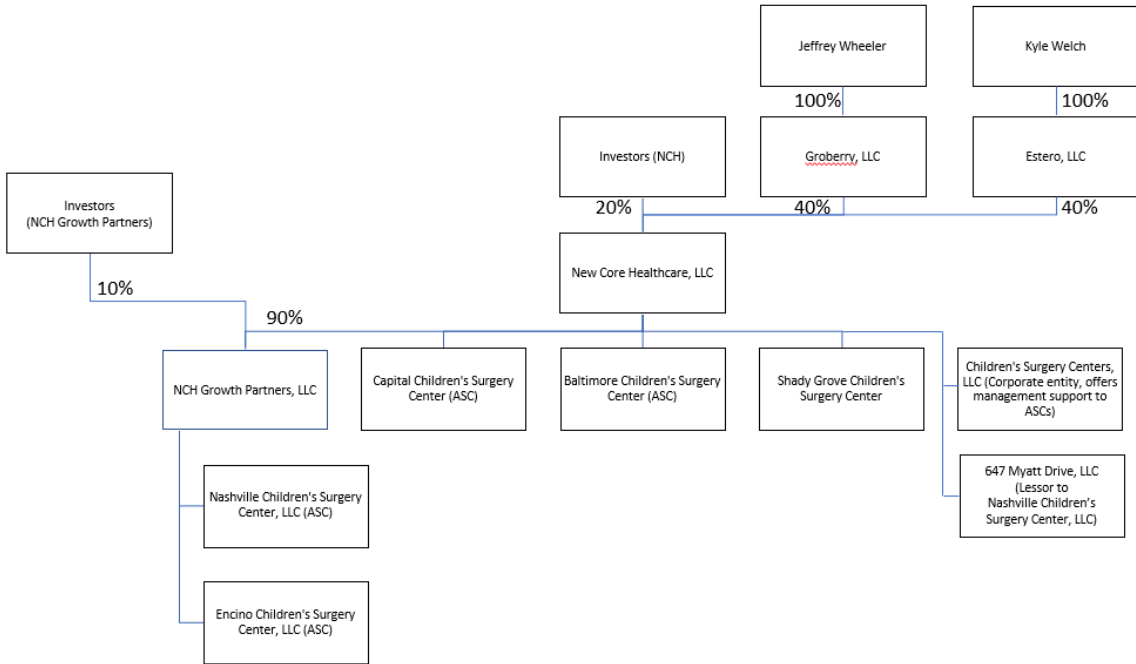 Jeffrey Wheeler
Kyle Welch
100%
100%
Investors (NCH)
Groberry, LLC
Estero, LLC
Investors
(NCH Growth Partners)
20%
40%
40%
New Core Healthcare, LLC
10%
90%
NCH Growth Partners, LLC
Capital Children's Surgery
Center (ASC)
Baltimore Children's Surgery
Center (ASC)
Shady Grove Children's
Surgery Center
Children's Surgery Centers,
LLC (Corporate entity, offers
management support to
ASCs)
647 Myatt Drive, LLC
(Lessor to
Nashville Children’s
Surgery Center, LLC)
Nashville Children's Surgery
Center, LLC (ASC)
Encino Children's Surgery
Center, LLC (ASC)